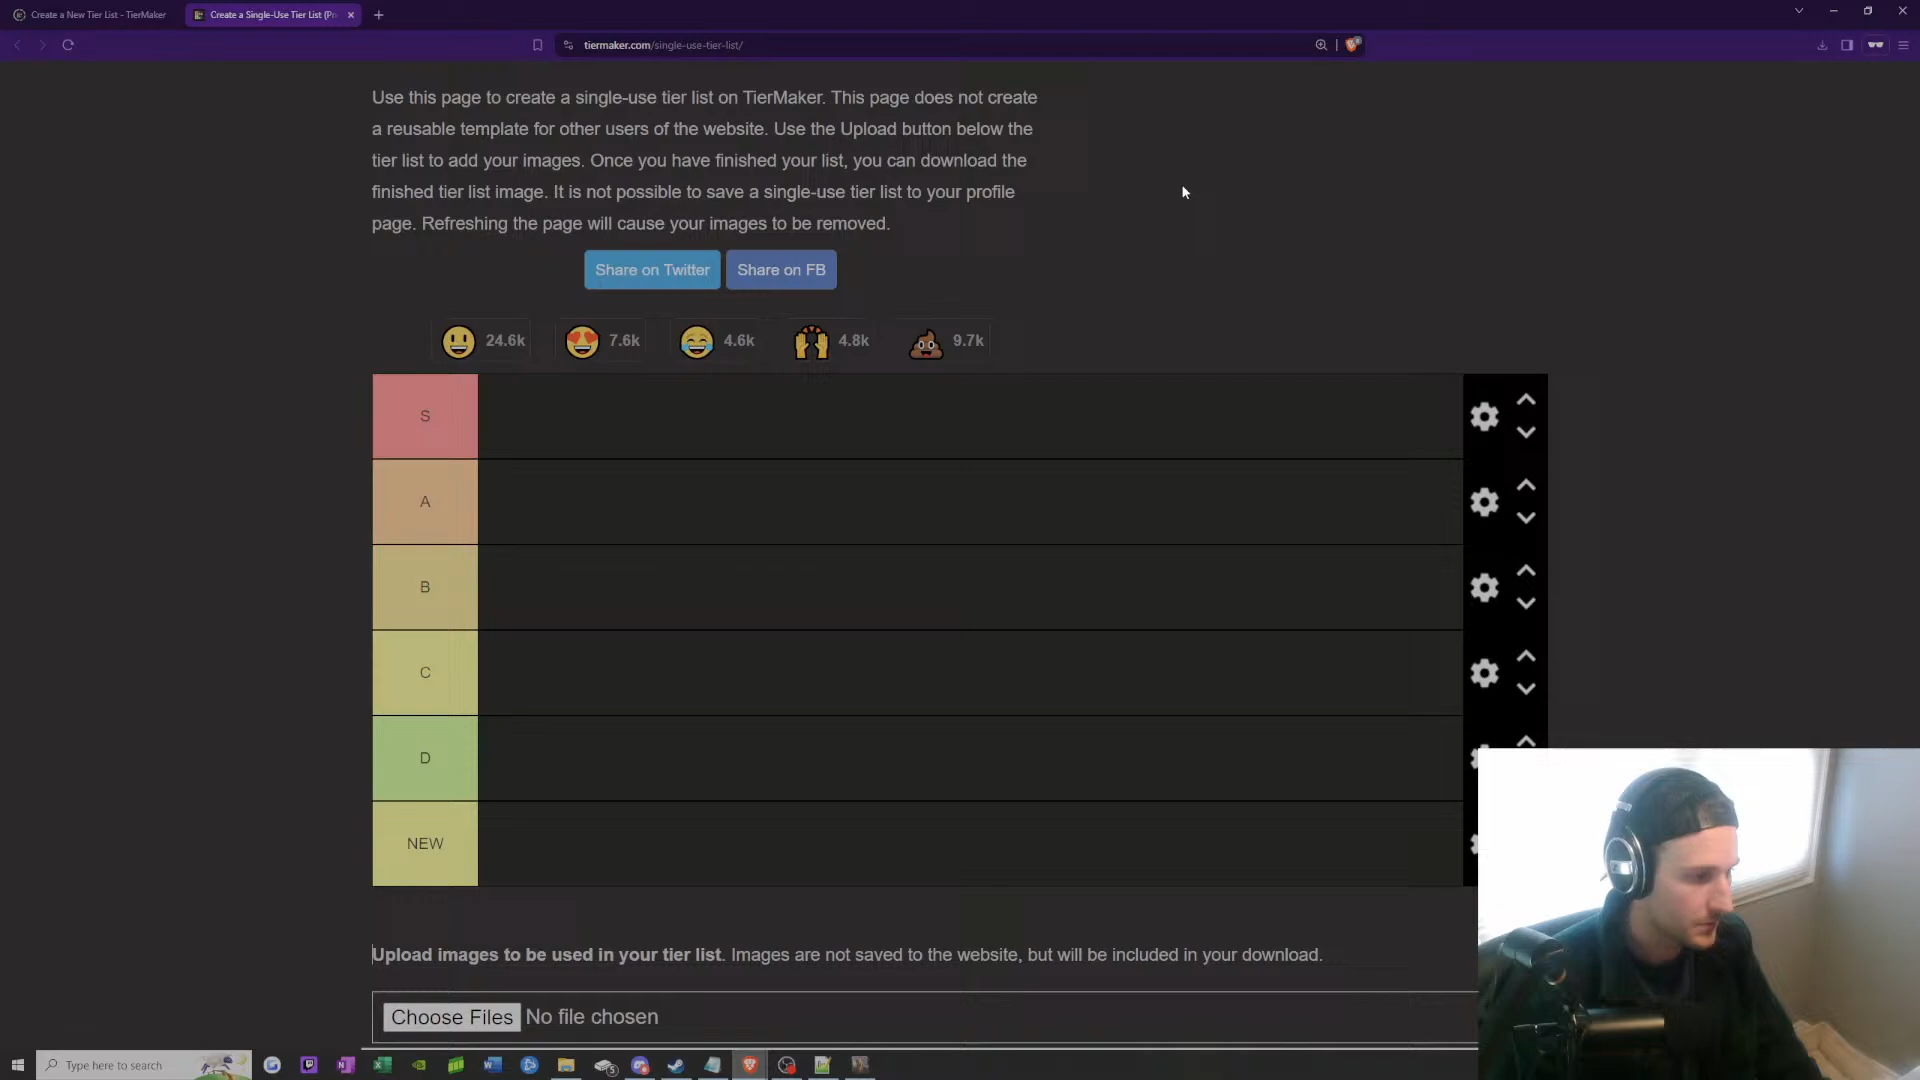 Create a New Tier List - TierMaker
Create a Single-Use Tier List (Pr
tiermaker.com/single-use-tier-list/
Use this page to create a single-use tier list on TierMaker. This page does not create
a reusable template for other users of the website. Use the Upload button below the
tier list to add your images. Once you have finished your list, you can download the
finished tier list image. It is not possible to save a single-use tier list to your profile
page. Refreshing the page will cause your images to be removed.
Share on Twitter Share on FB
24.6k 7.6k 4.6k 4.8k 9.7k
S
A
B
C
D
NEW
Upload images to be used in your tier list. Images are not saved to the website, but will be included in your download.
Choose Files No file chosen
Type here to search
5